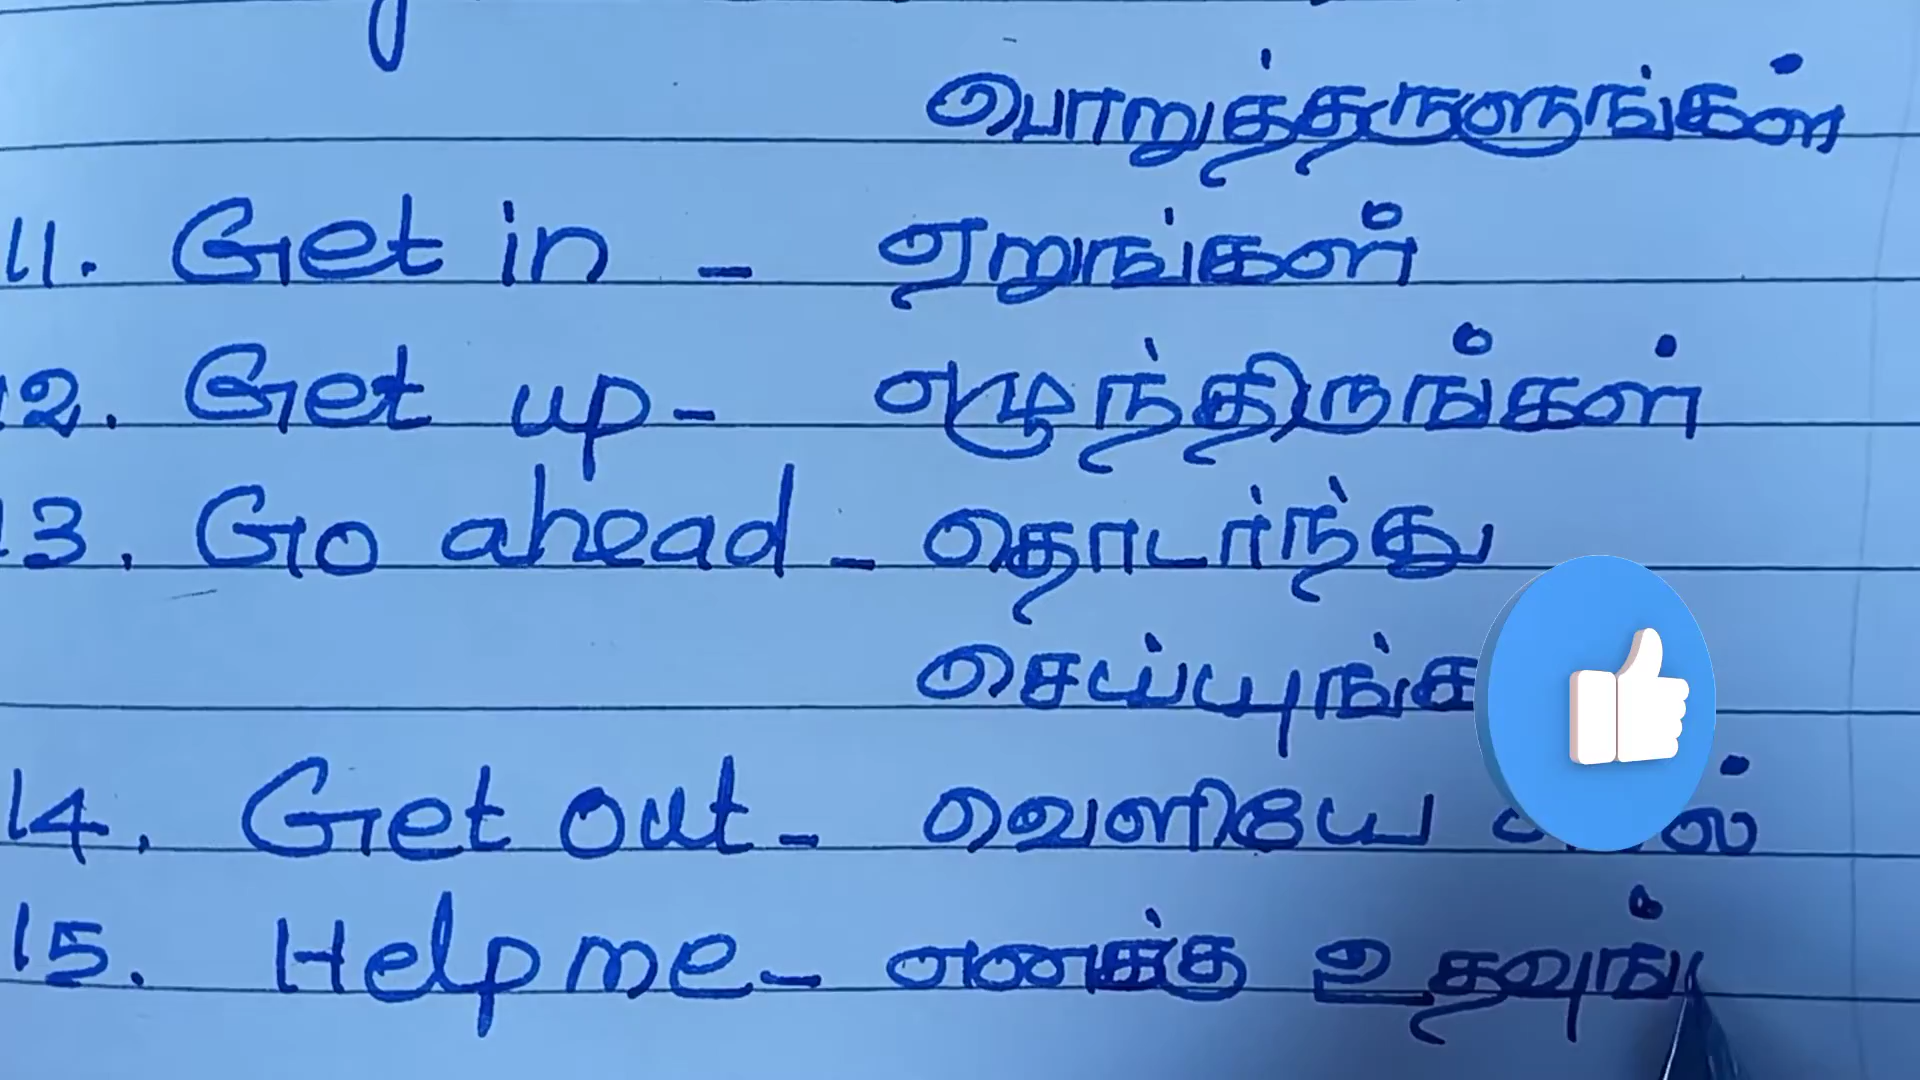 பொறுத்தருளுங்கள்
11. Get in - ஏறுங்கள்
12. Get up - எழுந்திருங்கள்
13. Go ahead - தொடர்ந்து
செய்யுங்க
14. Get out - வெளியே
15. Help me - எனக்கு உதவுங்